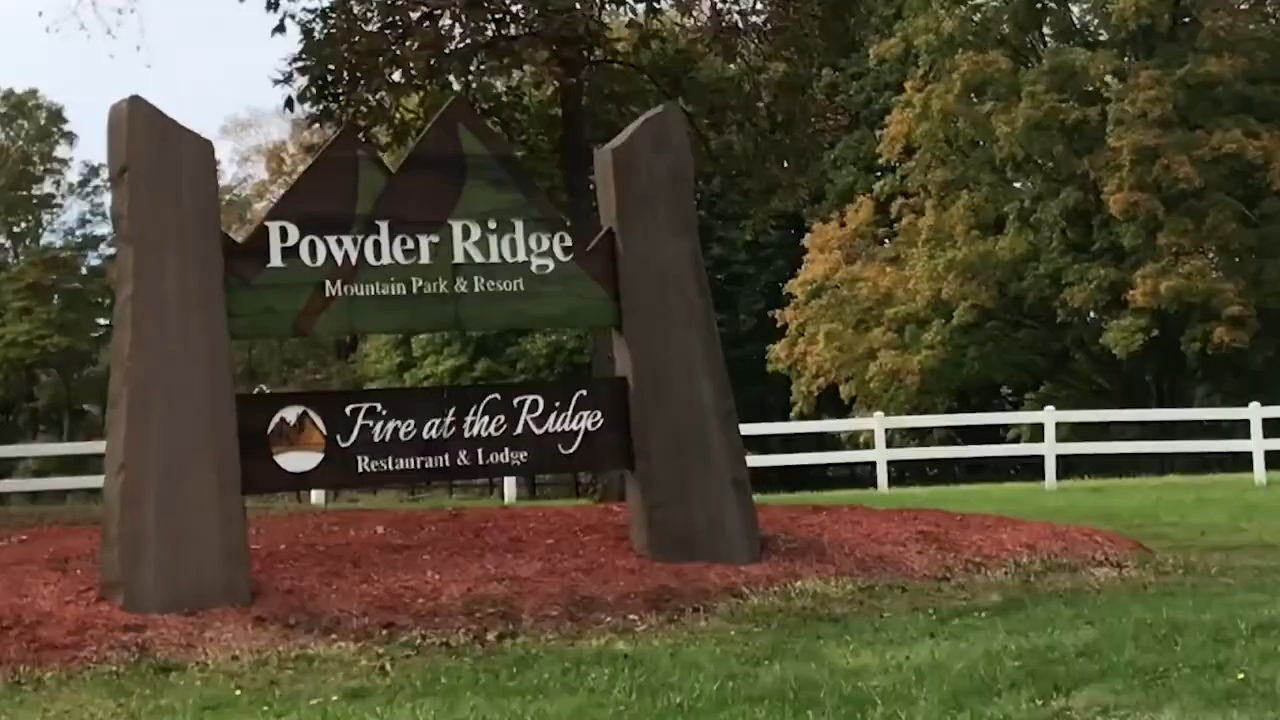 Powder Ridge
Mountain Park & Resort
Fire at the Ridge
Restaurant & Lodge